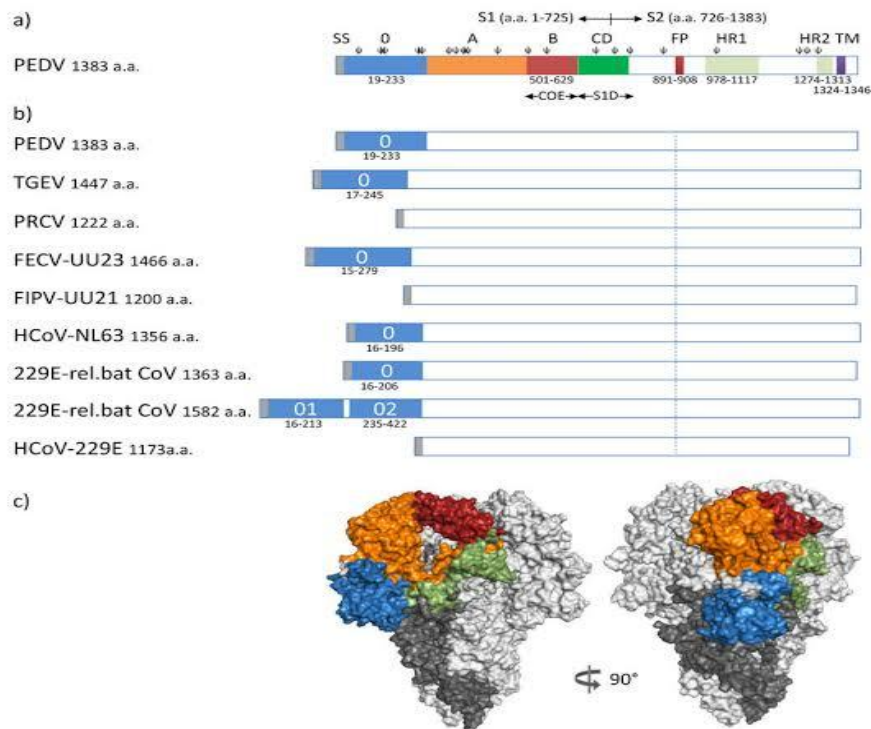 a)
S1 (a.a. 1-725) S2 (a.a. 726-1383)
SS 0 A B CD FP HR1 HR2 TM
PEDV 1383 a.a.
19-233 501-629 891-908 978-1117 1274-1313
1324-1346
COE S1D
b)
PEDV 1383 a.a.
0
19-233
TGEV 1447 a.a.
0
17-245
PRCV 1222 a.a.
FECV-UU23 1466 a.a.
0
15-279
FIPV-UU21 1200 a.a.
HCoV-NL63 1356 a.a.
0
16-196
229E-rel.bat CoV 1363 a.a.
0
16-206
229E-rel.bat CoV 1582 a.a.
01 02
16-213 235-422
HCoV-229E 1173a.a.
c)
90°